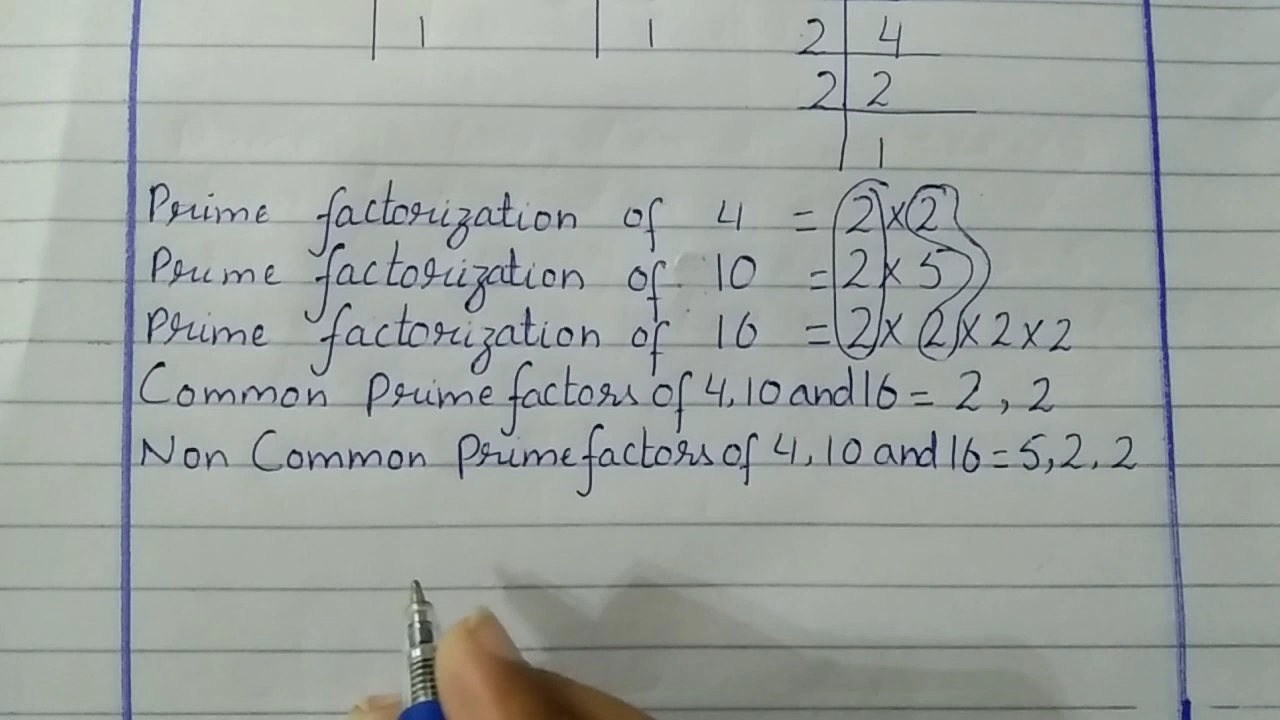 1 1 2 4
2 2
1
Prime factorization of 4 = 2 × 2
Prime factorization of 10 = 2 × 5
Prime factorization of 16 = 2 × 2 × 2 × 2
Common Prime factors of 4, 10 and 16 = 2, 2
Non Common Prime factors of 4, 10 and 16 = 5, 2, 2